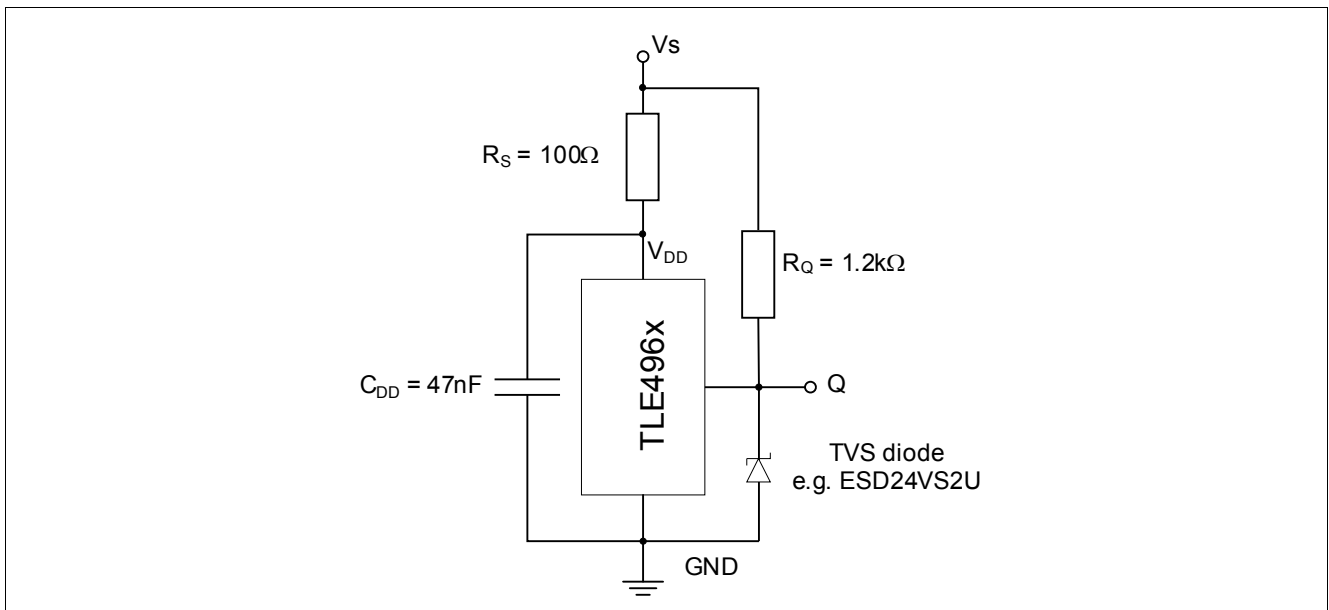 Vs
R_S = 100Ω
V_DD
R_Q = 1.2kΩ
TLE496x
C_DD = 47nF
Q
TVS diode
e.g. ESD24VS2U
GND